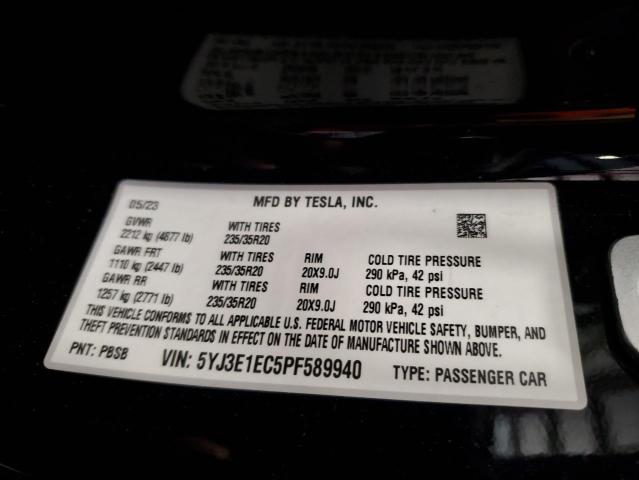 05/23 MFD BY TESLA, INC.
GVWR WITH TIRES
2212 kg (4877 lb) 235/35R20
GAWR FRT WITH TIRES RIM COLD TIRE PRESSURE
1110 kg (2447 lb) 235/35R20 20X9.0J 290 kPa, 42 psi
GAWR RR WITH TIRES RIM COLD TIRE PRESSURE
1257 kg (2771 lb) 235/35R20 20X9.0J 290 kPa, 42 psi
THIS VEHICLE CONFORMS TO ALL APPLICABLE U.S. FEDERAL MOTOR VEHICLE SAFETY, BUMPER, AND
THEFT PREVENTION STANDARDS IN EFFECT ON THE DATE OF MANUFACTURE SHOWN ABOVE.
PNT: PBSB VIN: 5YJ3E1EC5PF589940 TYPE: PASSENGER CAR